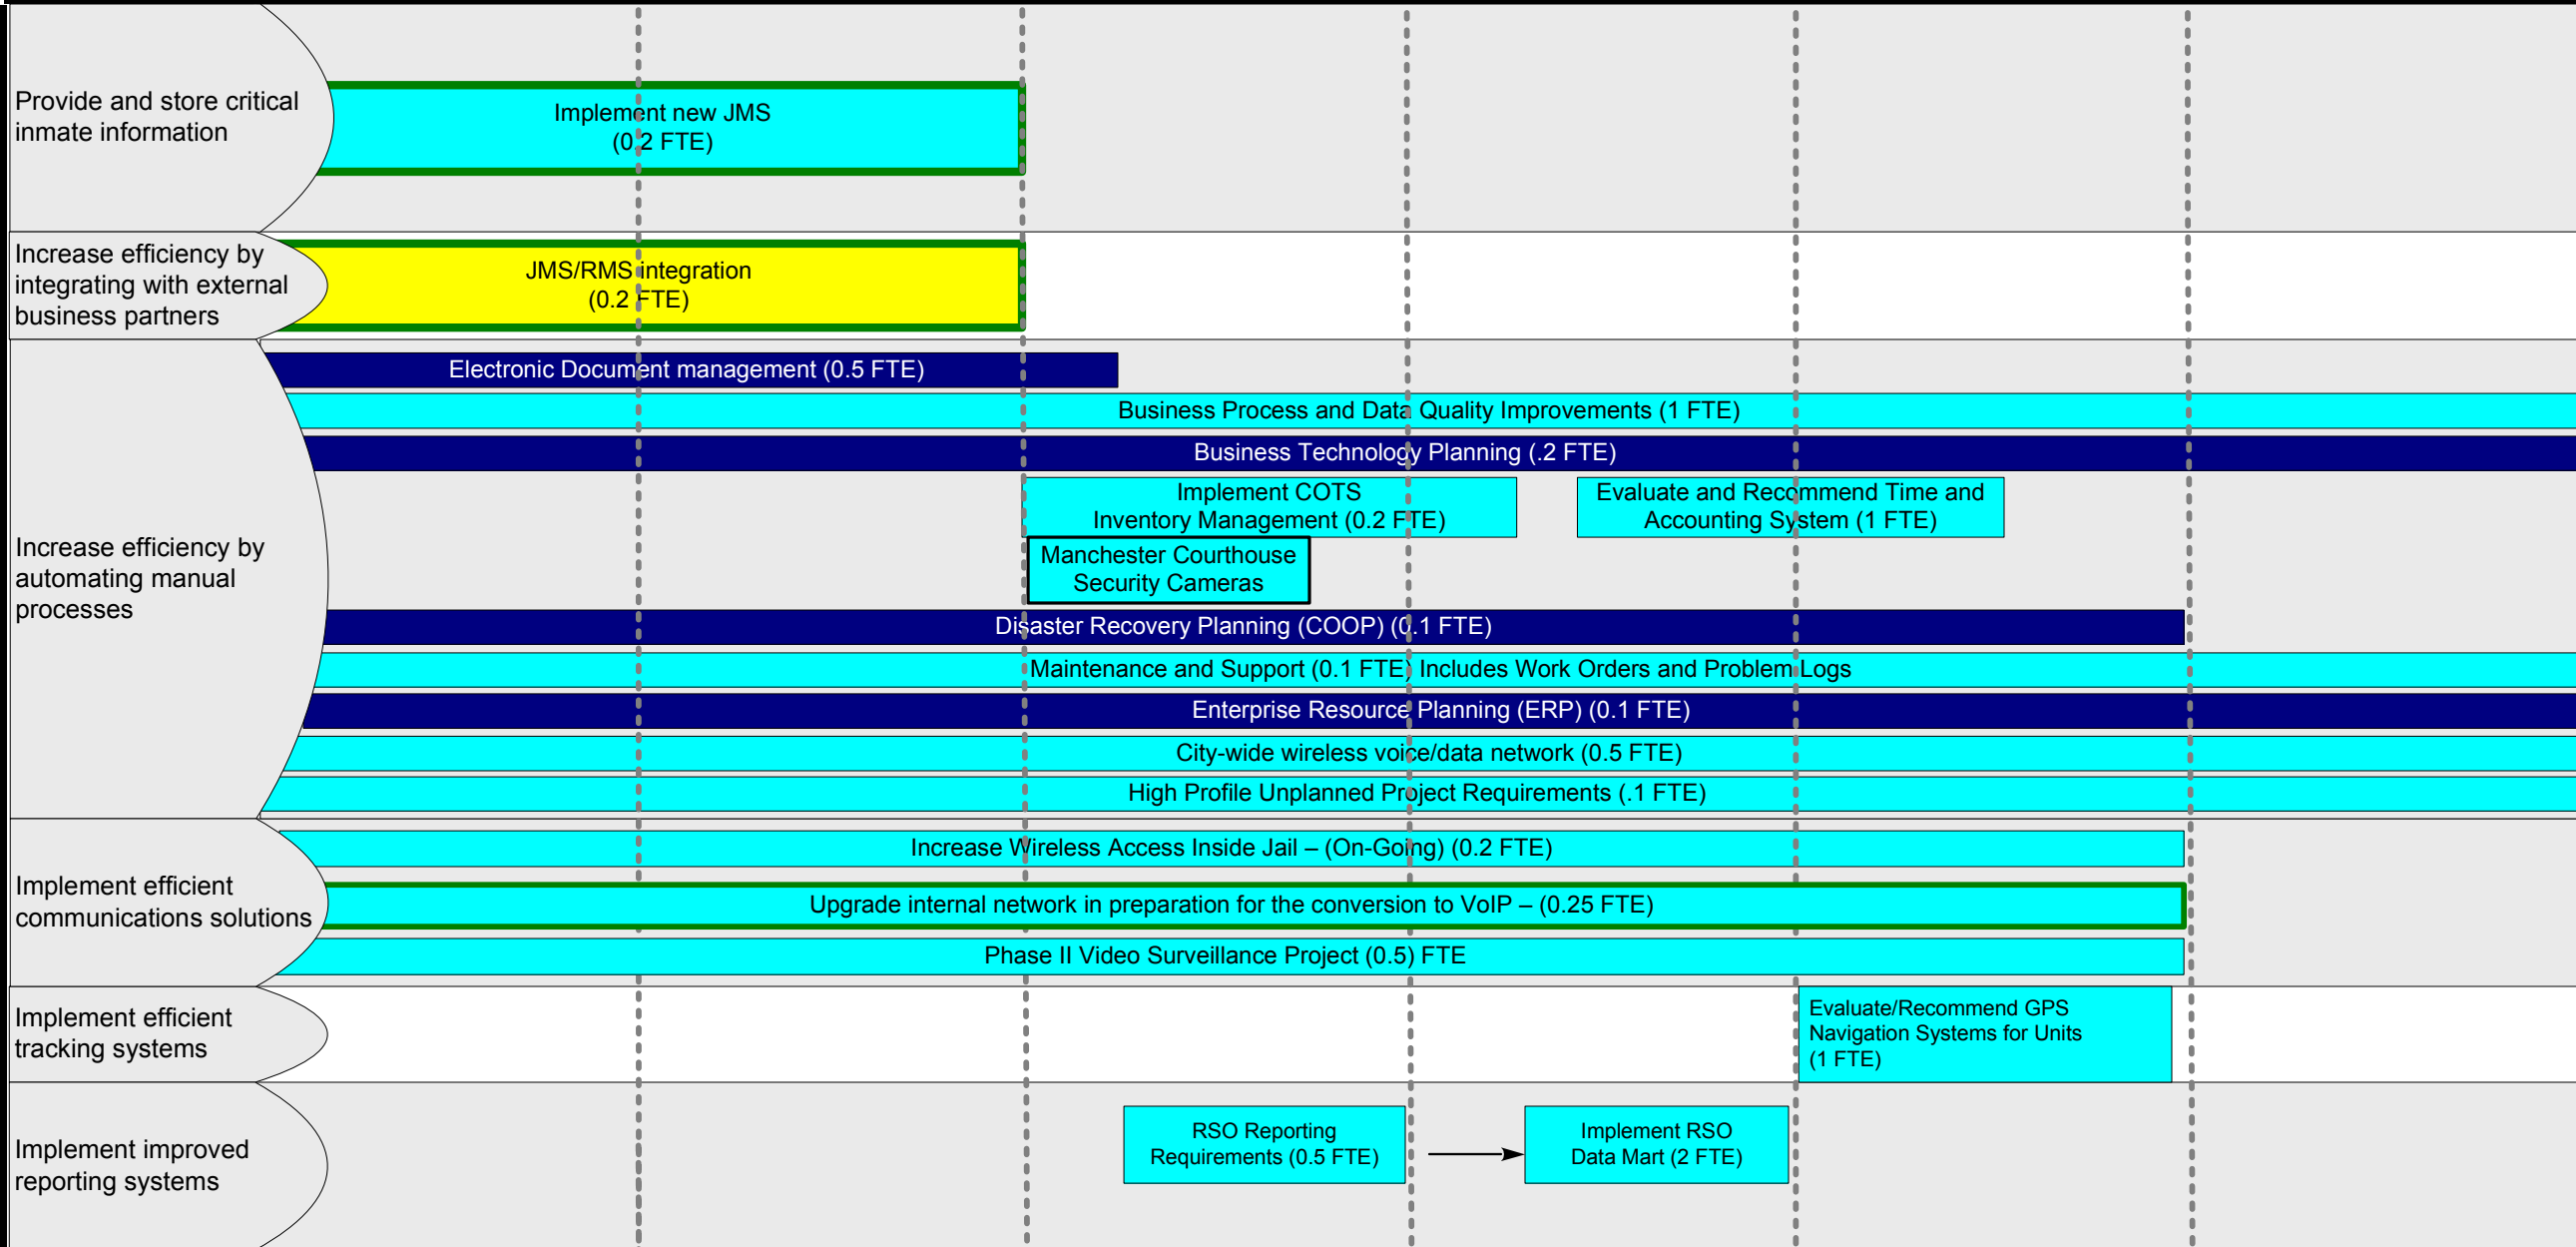 Provide and store critical
inmate information
Implement new JMS
(0.2 FTE)
Increase efficiency by
integrating with external
business partners
JMS/RMS integration
(0.2 FTE)
Increase efficiency by
automating manual
processes
Electronic Document management (0.5 FTE)
Business Process and Data Quality Improvements (1 FTE)
Business Technology Planning (.2 FTE)
Implement COTS
Inventory Management (0.2 FTE)
Evaluate and Recommend Time and
Accounting System (1 FTE)
Manchester Courthouse
Security Cameras
Disaster Recovery Planning (COOP) (0.1 FTE)
Maintenance and Support (0.1 FTE) Includes Work Orders and Problem Logs
Enterprise Resource Planning (ERP) (0.1 FTE)
City-wide wireless voice/data network (0.5 FTE)
High Profile Unplanned Project Requirements (.1 FTE)
Implement efficient
communications solutions
Increase Wireless Access Inside Jail – (On-Going) (0.2 FTE)
Upgrade internal network in preparation for the conversion to VoIP – (0.25 FTE)
Phase II Video Surveillance Project (0.5) FTE
Implement efficient
tracking systems
Evaluate/Recommend GPS
Navigation Systems for Units
(1 FTE)
Implement improved
reporting systems
RSO Reporting
Requirements (0.5 FTE)
Implement RSO
Data Mart (2 FTE)